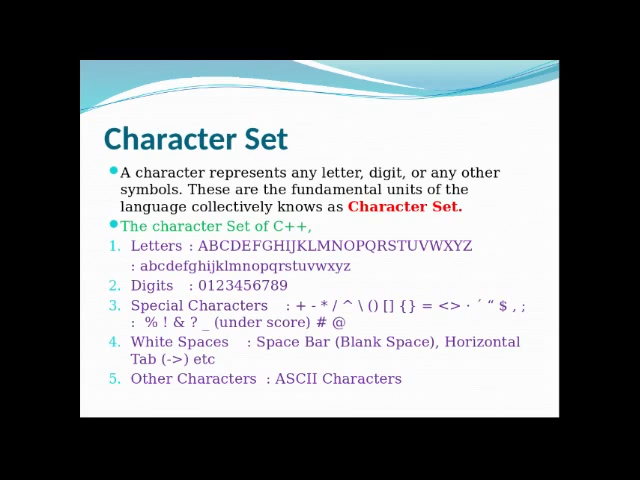 Character Set
A character represents any letter, digit, or any other
symbols. These are the fundamental units of the
language collectively knows as Character Set.
The character Set of C++,
1. Letters : ABCDEFGHIJKLMNOPQRSTUVWXYZ
: abcdefghijklmnopqrstuvwxyz
2. Digits : 0123456789
3. Special Characters : + - * / ^ \ () [] {} = <> · ´ “ $ , ;
: % ! & ? _ (under score) # @
4. White Spaces : Space Bar (Blank Space), Horizontal
Tab (->) etc
5. Other Characters : ASCII Characters